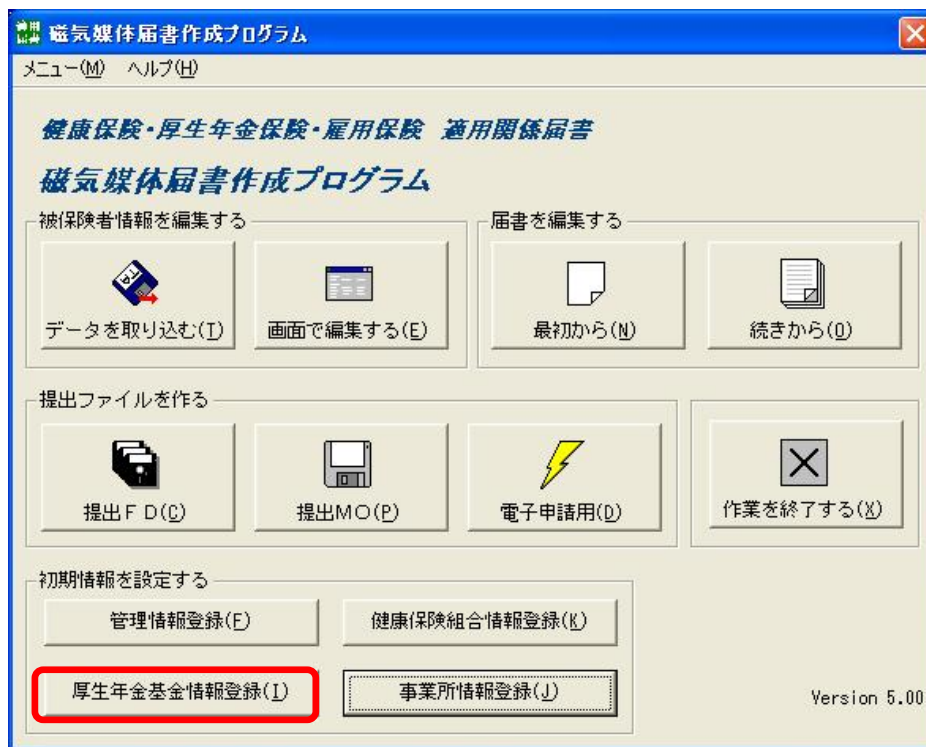 磁気媒体届書作成プログラム
メニュー(M) ヘルプ(H)
健康保険・厚生年金保険・雇用保険 適用関係届書
磁気媒体届書作成プログラム
被保険者情報を編集する
データを取り込む(T)
画面で編集する(E)
届書を編集する
最初から(N)
続きから(O)
提出ファイルを作る
提出ＦＤ(C)
提出ＭＯ(P)
電子申請用(D)
作業を終了する(X)
初期情報を設定する
管理情報登録(F)
健康保険組合情報登録(K)
厚生年金基金情報登録(I)
事業所情報登録(J)
Version 5.00